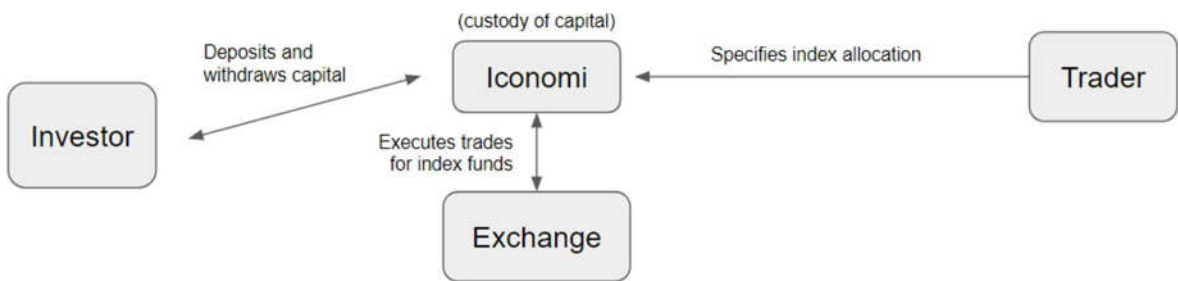 (custody of capital)
Deposits and
withdraws capital
Iconomi
Specifies index allocation
Trader
Investor
Executes trades
for index funds
Exchange